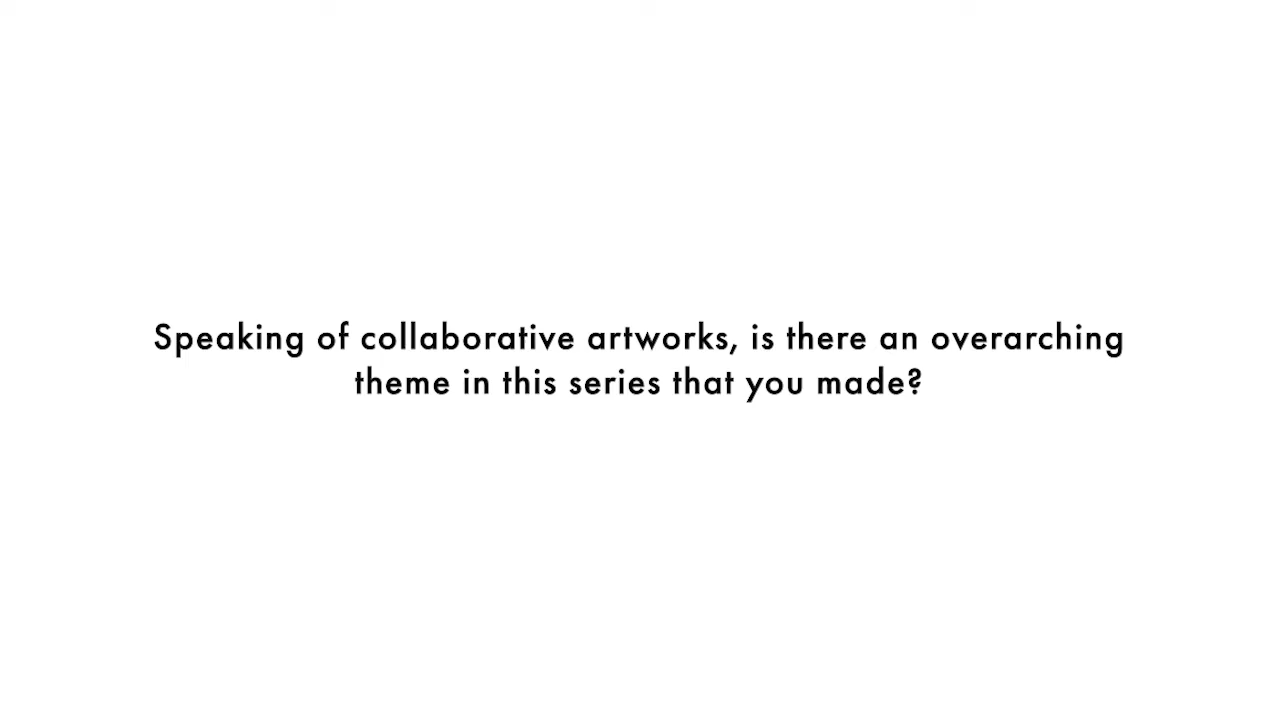 Speaking of collaborative artworks, is there an overarching
theme in this series that you made?